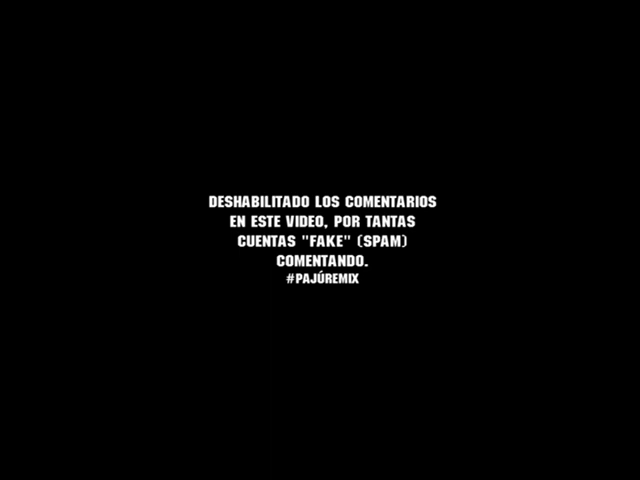 DESHABILITADO LOS COMENTARIOS
EN ESTE VIDEO, POR TANTAS
CUENTAS "FAKE" (SPAM)
COMENTANDO.
#PAJÚREMIX